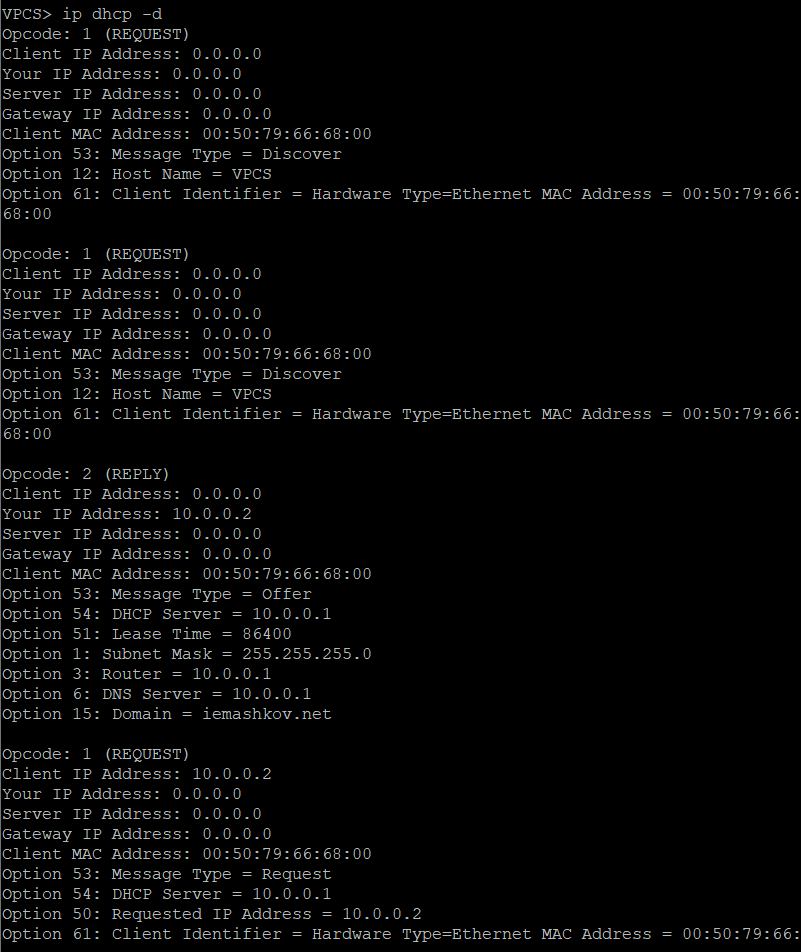 VPCS> ip dhcp -d
Opcode: 1 (REQUEST)
Client IP Address: 0.0.0.0
Your IP Address: 0.0.0.0
Server IP Address: 0.0.0.0
Gateway IP Address: 0.0.0.0
Client MAC Address: 00:50:79:66:68:00
Option 53: Message Type = Discover
Option 12: Host Name = VPCS
Option 61: Client Identifier = Hardware Type=Ethernet MAC Address = 00:50:79:66:
68:00

Opcode: 1 (REQUEST)
Client IP Address: 0.0.0.0
Your IP Address: 0.0.0.0
Server IP Address: 0.0.0.0
Gateway IP Address: 0.0.0.0
Client MAC Address: 00:50:79:66:68:00
Option 53: Message Type = Discover
Option 12: Host Name = VPCS
Option 61: Client Identifier = Hardware Type=Ethernet MAC Address = 00:50:79:66:
68:00

Opcode: 2 (REPLY)
Client IP Address: 0.0.0.0
Your IP Address: 10.0.0.2
Server IP Address: 0.0.0.0
Gateway IP Address: 0.0.0.0
Client MAC Address: 00:50:79:66:68:00
Option 53: Message Type = Offer
Option 54: DHCP Server = 10.0.0.1
Option 51: Lease Time = 86400
Option 1: Subnet Mask = 255.255.255.0
Option 3: Router = 10.0.0.1
Option 6: DNS Server = 10.0.0.1
Option 15: Domain = iemashkov.net

Opcode: 1 (REQUEST)
Client IP Address: 10.0.0.2
Your IP Address: 0.0.0.0
Server IP Address: 0.0.0.0
Gateway IP Address: 0.0.0.0
Client MAC Address: 00:50:79:66:68:00
Option 53: Message Type = Request
Option 54: DHCP Server = 10.0.0.1
Option 50: Requested IP Address = 10.0.0.2
Option 61: Client Identifier = Hardware Type=Ethernet MAC Address = 00:50:79:66: